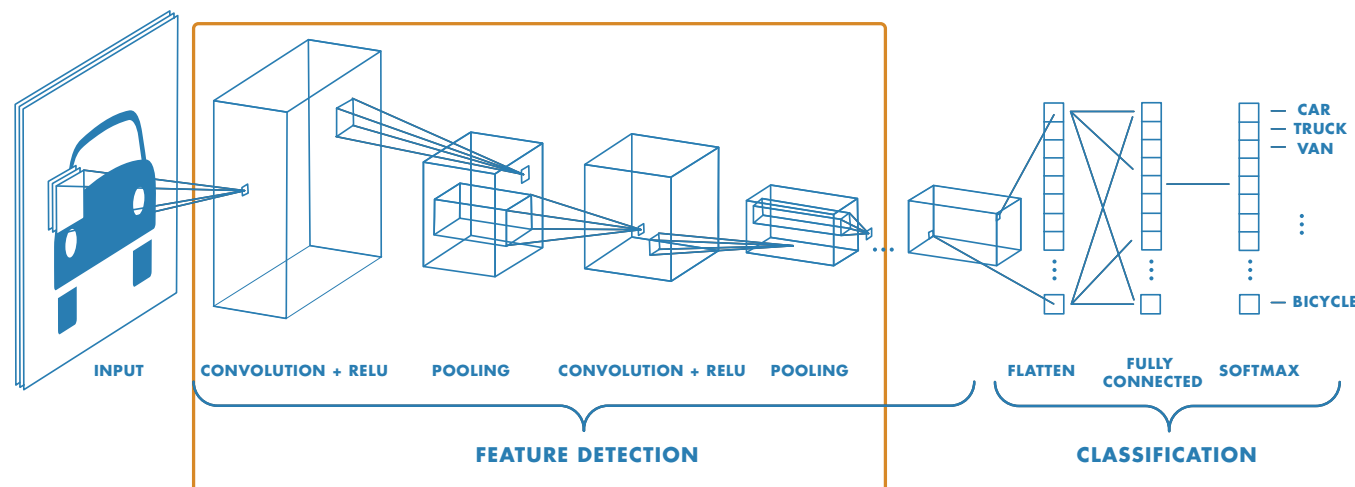 CAR
TRUCK
VAN
BICYCLE
INPUT
CONVOLUTION + RELU
POOLING
CONVOLUTION + RELU
POOLING
FLATTEN
FULLY
CONNECTED
SOFTMAX
FEATURE DETECTION
CLASSIFICATION